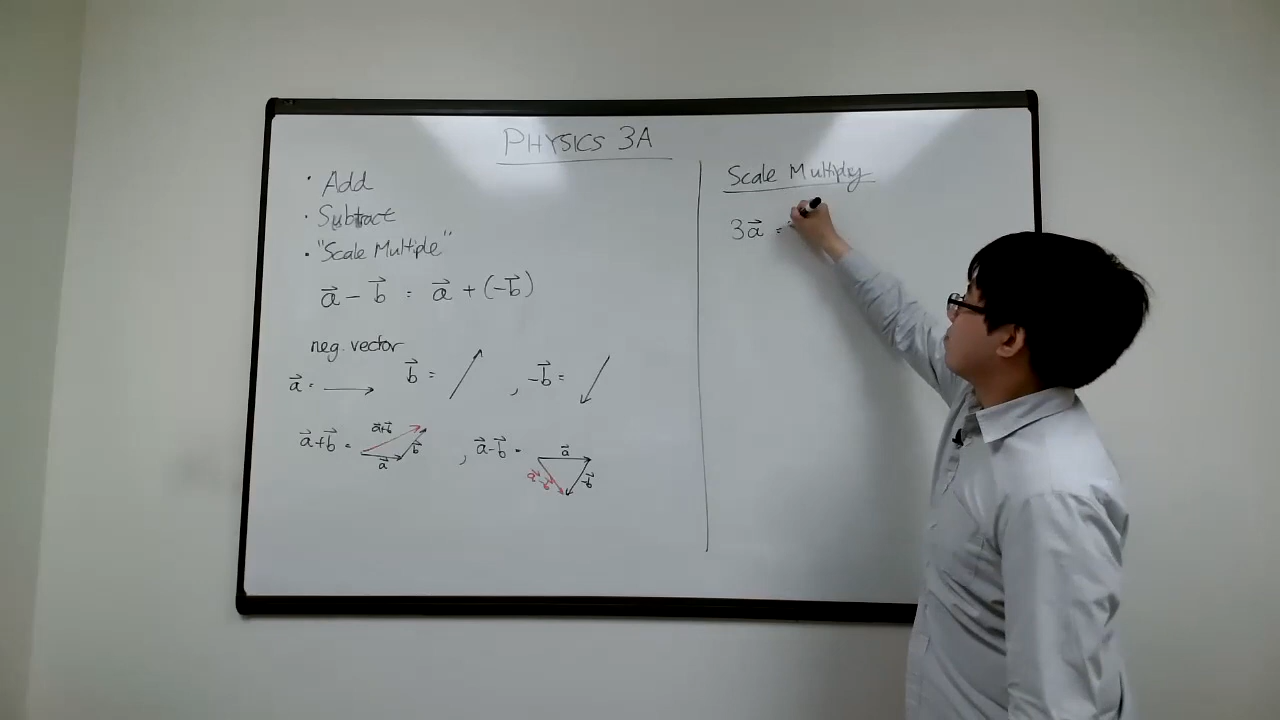 PHYSICS 3A
· Add
· Subtract
· "Scale Multiple"
a⃗ - b⃗ = a⃗ + (-b⃗)
neg. vector
a⃗ = b⃗ = , -b⃗ =
a⃗+b⃗ = a⃗+b⃗ a⃗ b⃗ , a⃗-b⃗ = a⃗ -b⃗ a⃗-b⃗
Scale Multiply
3a⃗ =